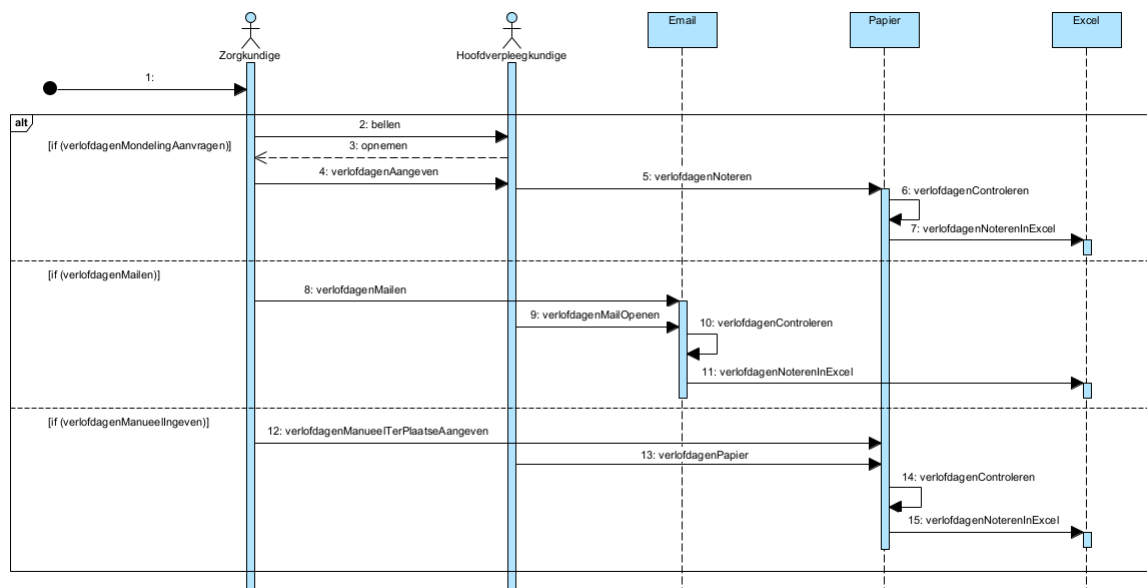 Zorgkundige
Hoofdverpleegkundige
Email
Papier
Excel
1:
alt
[if (verlofdagenMondelingAanvragen)]
2: bellen
3: opnemen
4: verlofdagenAangeven
5: verlofdagenNoteren
6: verlofdagenControleren
7: verlofdagenNoterenInExcel
[if (verlofdagenMailen)]
8: verlofdagenMailen
9: verlofdagenMailOpenen
10: verlofdagenControleren
11: verlofdagenNoterenInExcel
[if (verlofdagenManueelIngeven)]
12: verlofdagenManueelTerPlaatseAangeven
13: verlofdagenPapier
14: verlofdagenControleren
15: verlofdagenNoterenInExcel